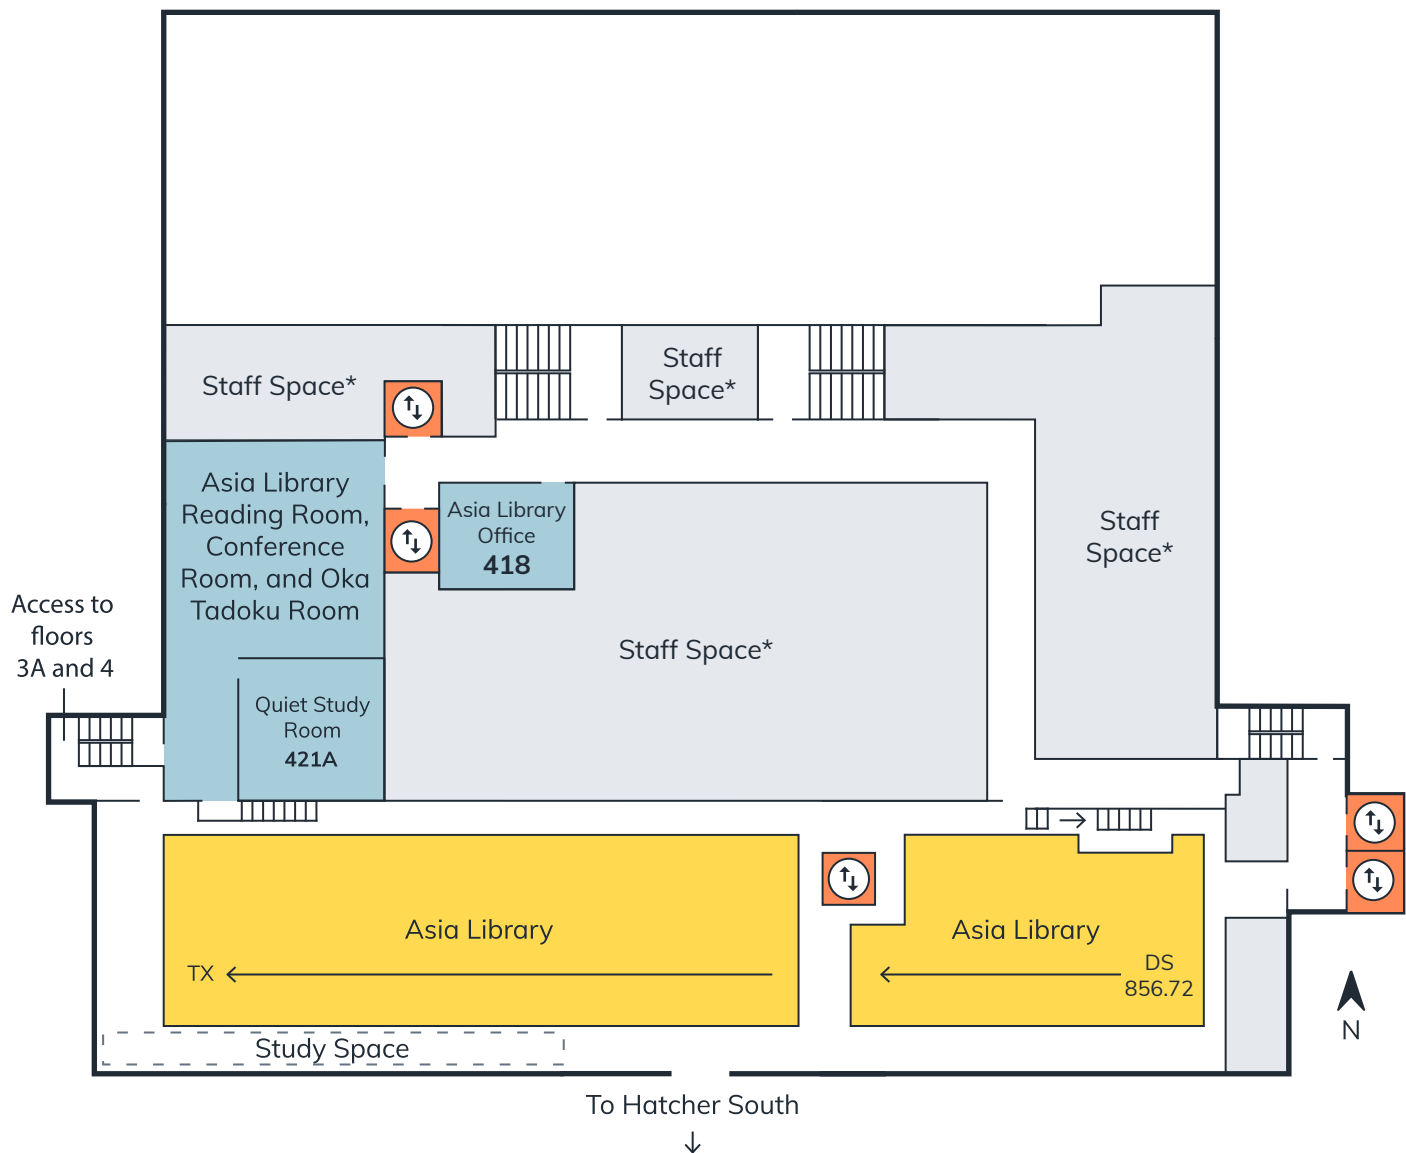 Staff Space*
Staff
Space*
Asia Library
Reading Room,
Conference
Room, and Oka
Tadoku Room
Asia Library
Office
418
Staff
Space*
Access to
floors
3A and 4
Staff Space*
Quiet Study
Room
421A
Asia Library
TX
Asia Library
DS
856.72
N
Study Space
To Hatcher South